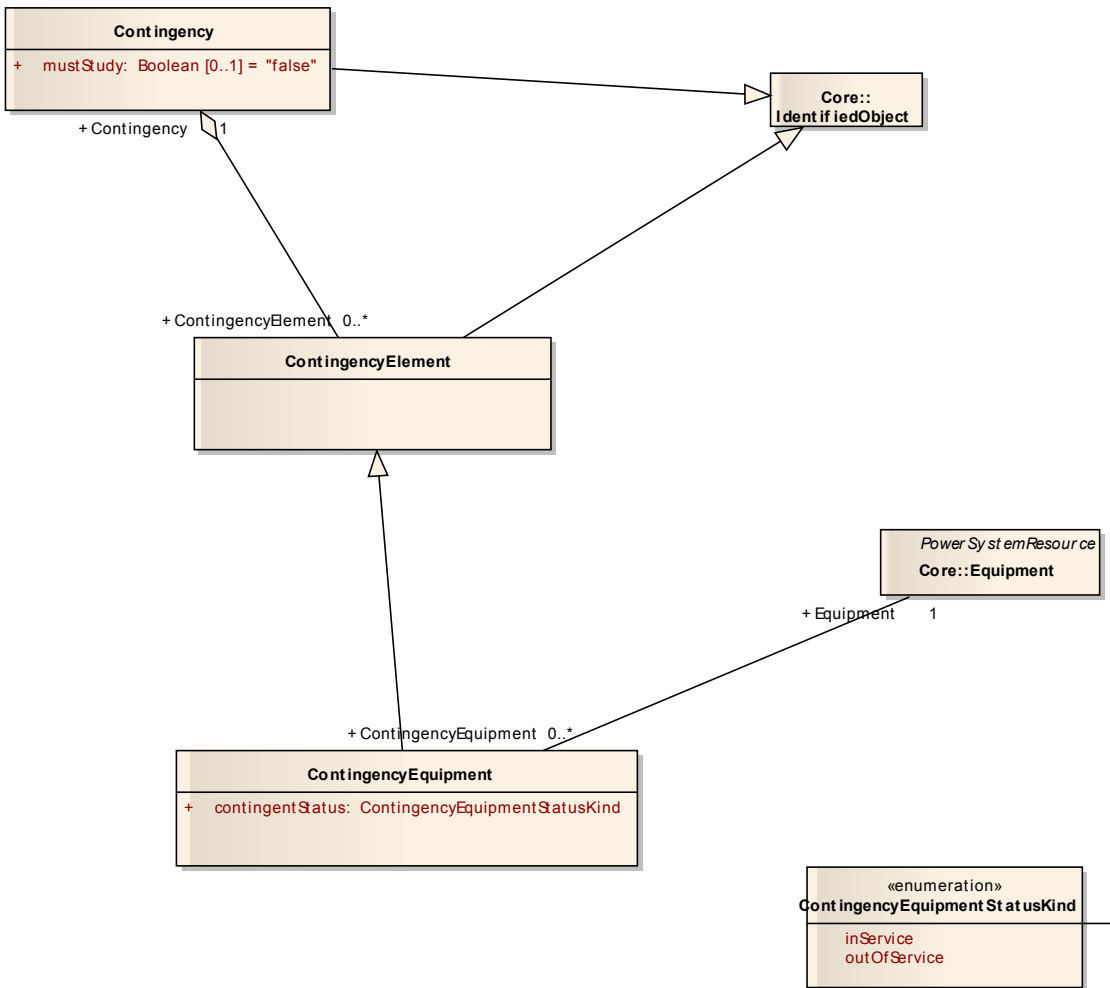 Contingency
+ mustStudy: Boolean [0..1] = "false"
Core::
IdentifiedObject
+Contingency 1
+ContingencyElement 0..*
ContingencyElement
PowerSystemResource
Core::Equipment
+Equipment 1
+ContingencyEquipment 0..*
ContingencyEquipment
+ contingentStatus: ContingencyEquipmentStatusKind
«enumeration»
ContingencyEquipmentStatusKind
inService
outOfService